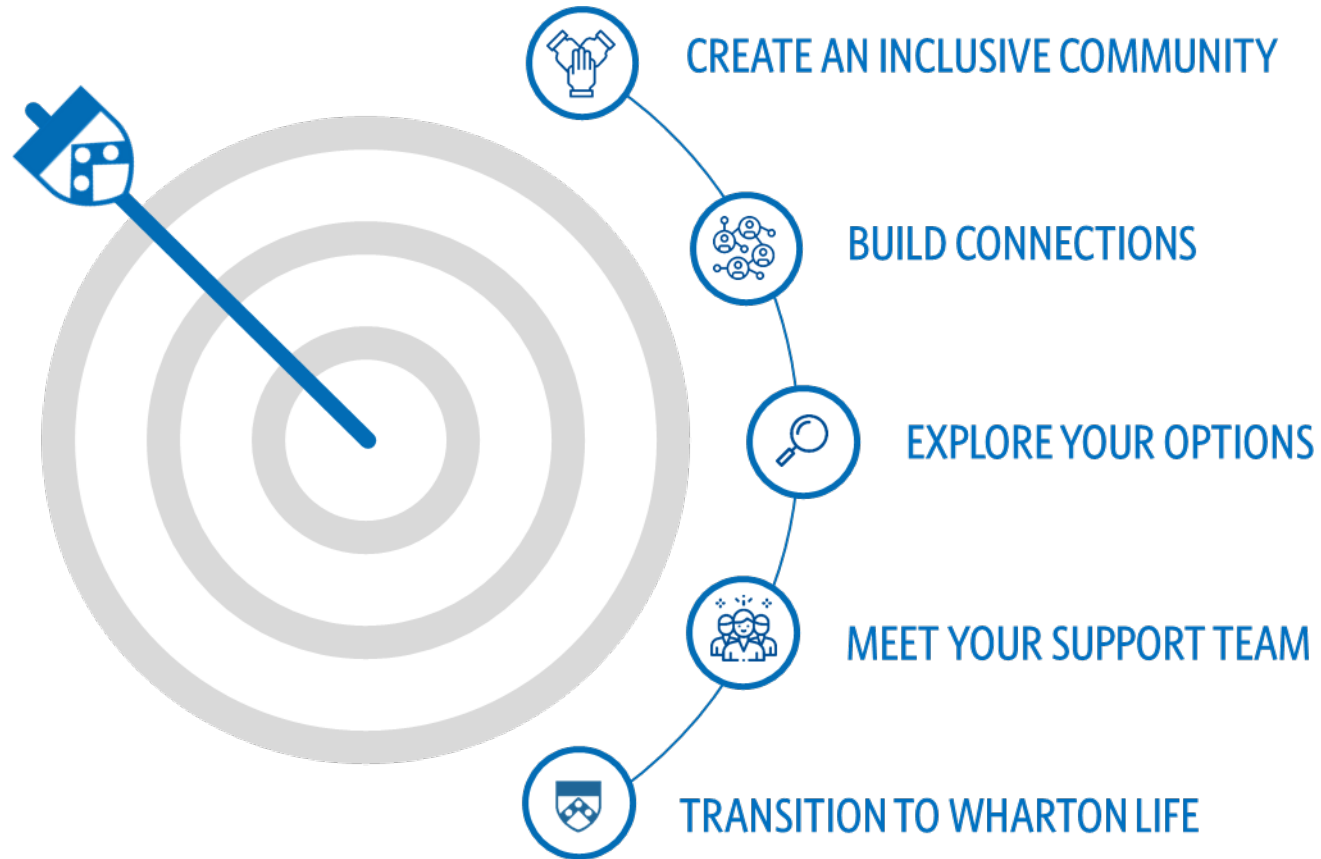 CREATE AN INCLUSIVE COMMUNITY
BUILD CONNECTIONS
EXPLORE YOUR OPTIONS
MEET YOUR SUPPORT TEAM
TRANSITION TO WHARTON LIFE